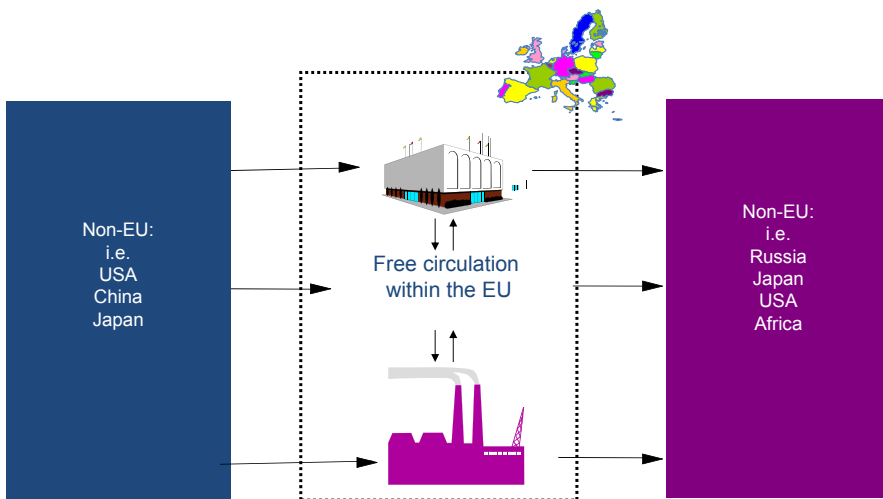 Non-EU:
i.e.
USA
China
Japan
Free circulation
within the EU
Non-EU:
i.e.
Russia
Japan
USA
Africa